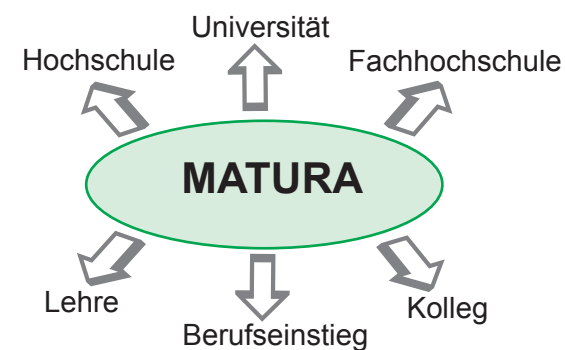 Universität
Hochschule
Fachhochschule
MATURA
Lehre
Kolleg
Berufseinstieg